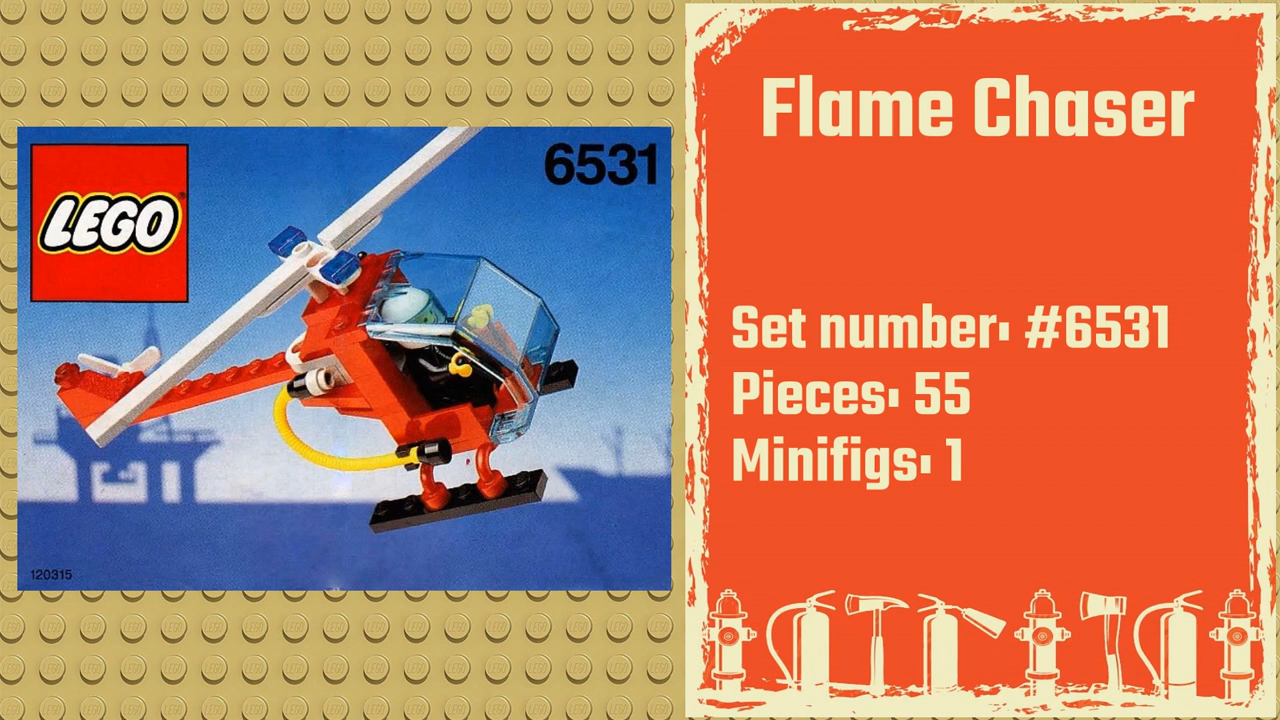 LEGO
6531
120315
Flame Chaser
Set number: #6531
Pieces: 55
Minifigs: 1